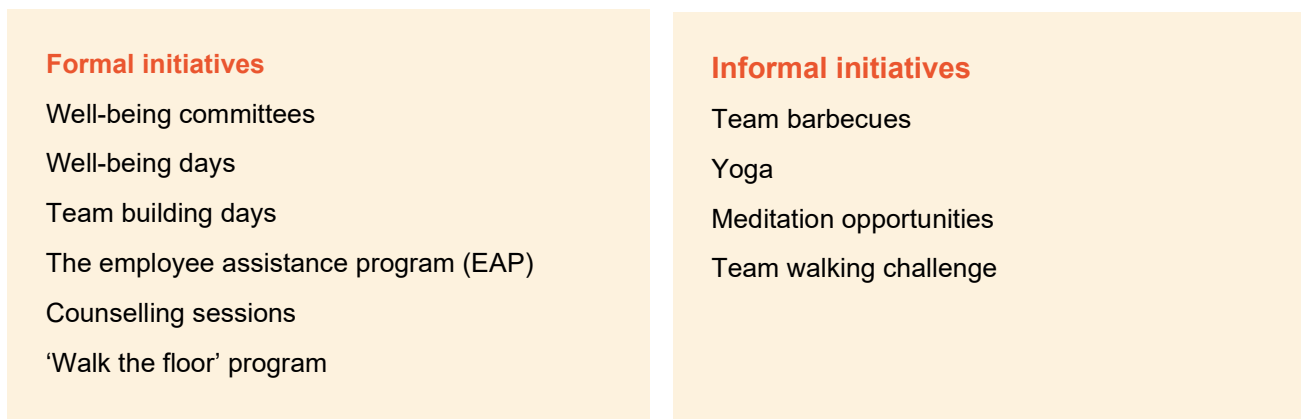 Formal initiatives
Well-being committees
Well-being days
Team building days
The employee assistance program (EAP)
Counselling sessions
‘Walk the floor’ program
Informal initiatives
Team barbecues
Yoga
Meditation opportunities
Team walking challenge